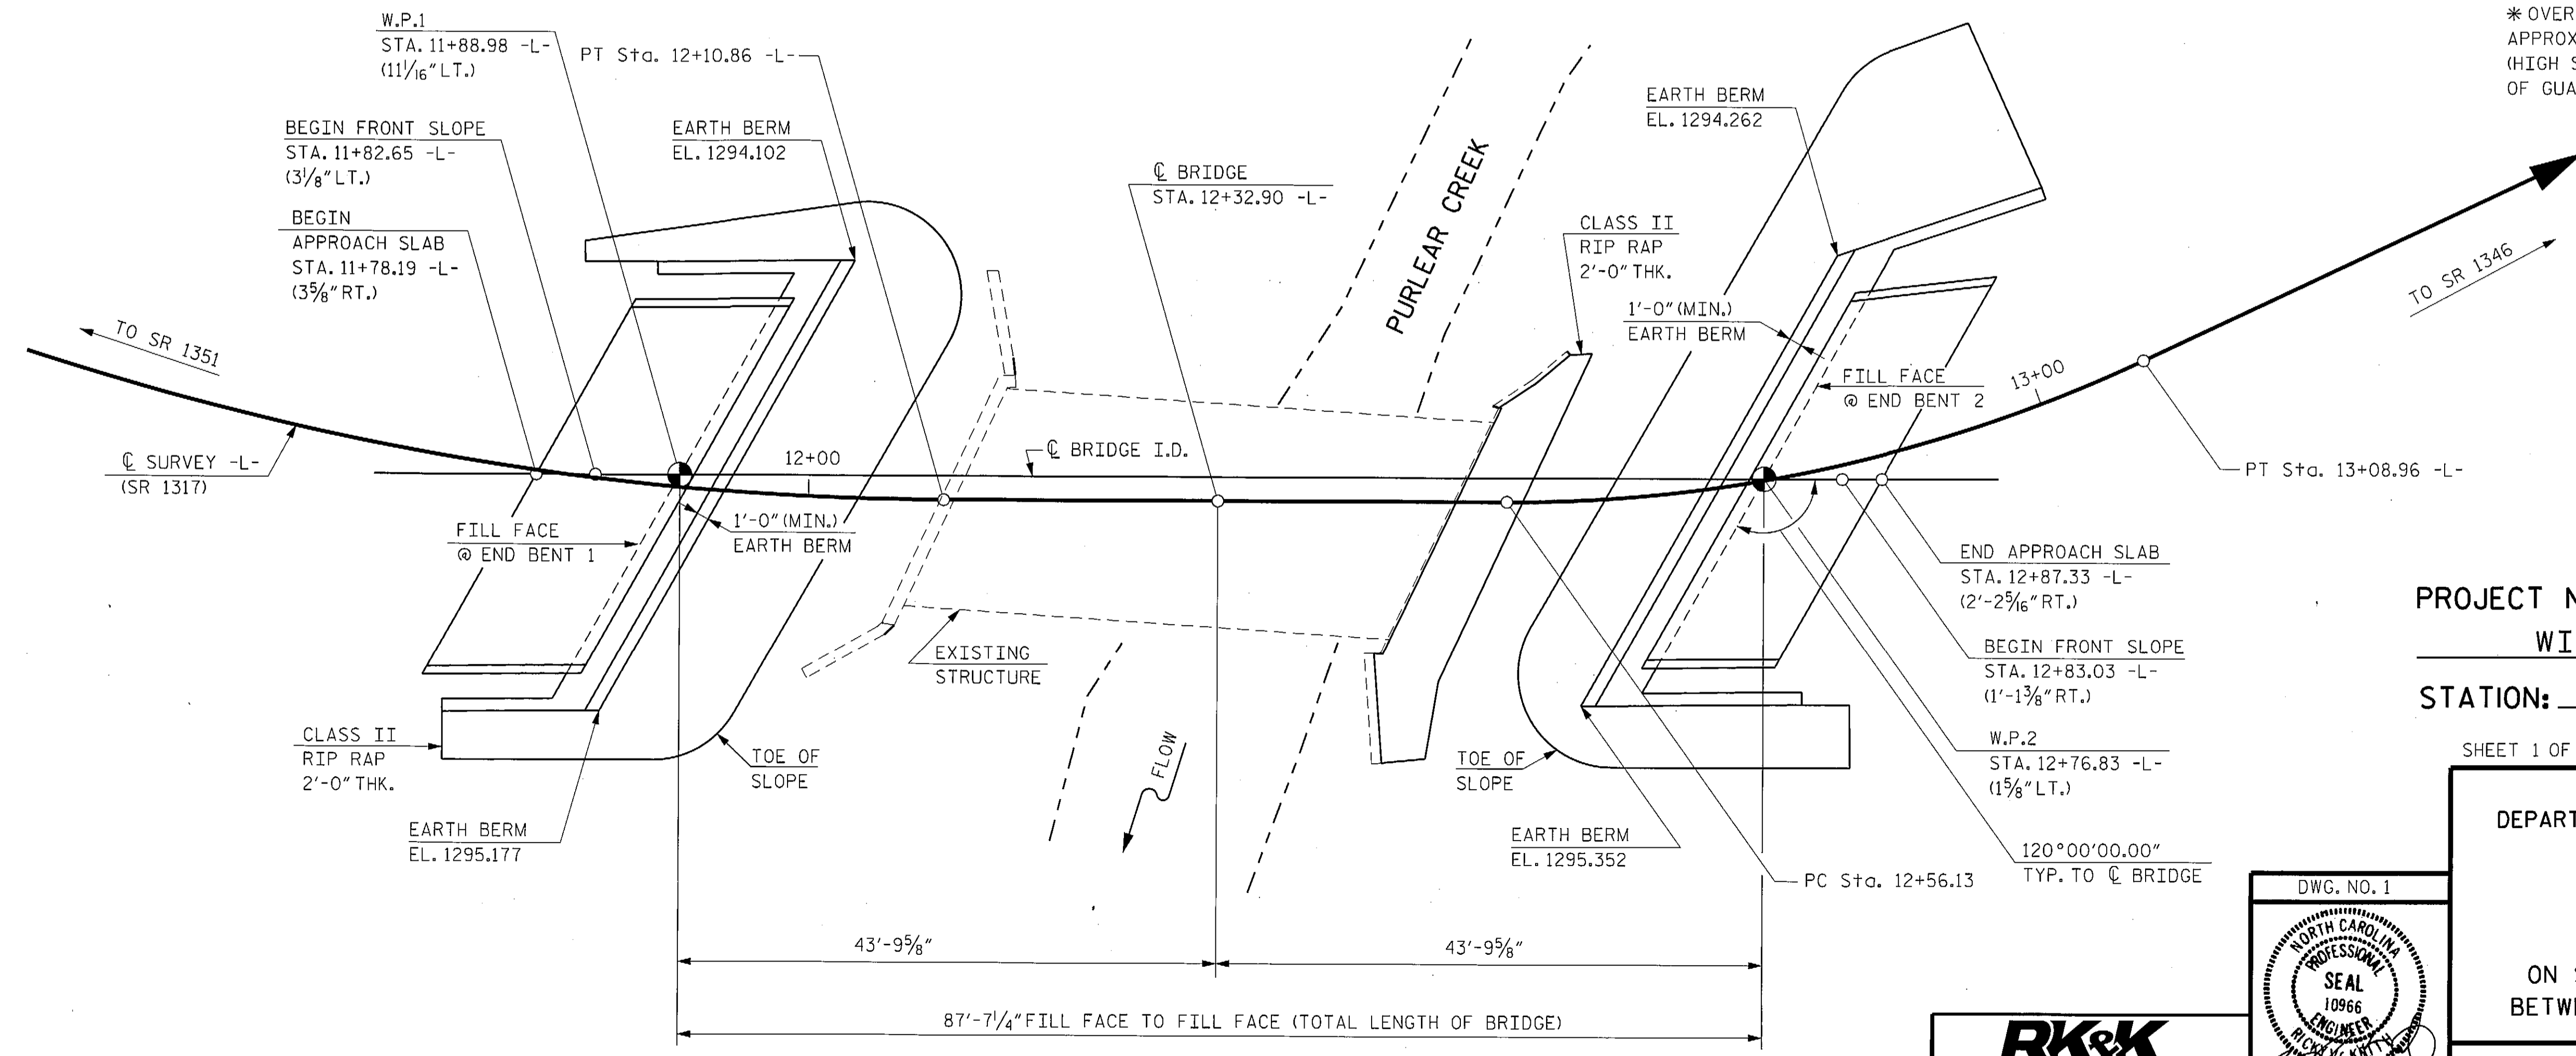 W.P.1
STA. 11+88.98 -L-
(11/16" LT.)
PT Sta. 12+10.86 -L-
BEGIN FRONT SLOPE
STA. 11+82.65 -L-
(3 1/8" LT.)
EARTH BERM
EL. 1294.102
BEGIN
APPROACH SLAB
STA. 11+78.19 -L-
(3 5/8" RT.)
℄ BRIDGE
STA. 12+32.90 -L-
PURLEAR CREEK
EARTH BERM
EL. 1294.262
CLASS II
RIP RAP
2'-0" THK.
1'-0" (MIN.)
EARTH BERM
* OVER
APPROX
(HIGH S
OF GUA
TO SR 1346
TO SR 1351
FILL FACE
@ END BENT 2
13+00
℄ SURVEY -L-
(SR 1317)
12+00
℄ BRIDGE I.D.
PT Sta. 13+08.96 -L-
FILL FACE
@ END BENT 1
1'-0" (MIN.)
EARTH BERM
END APPROACH SLAB
STA. 12+87.33 -L-
(2'-2 5/16" RT.)
EXISTING
STRUCTURE
BEGIN FRONT SLOPE
STA. 12+83.03 -L-
(1'-1 3/8" RT.)
PROJECT N
WI
STATION:
SHEET 1 OF
CLASS II
RIP RAP
2'-0" THK.
TOE OF
SLOPE
FLOW
TOE OF
SLOPE
W.P.2
STA. 12+76.83 -L-
(1 5/8" LT.)
EARTH BERM
EL. 1295.177
EARTH BERM
EL. 1295.352
120°00'00.00"
TYP. TO ℄ BRIDGE
PC Sta. 12+56.13
DEPART
DWG. NO. 1
43'-9 5/8"
43'-9 5/8"
87'-7 1/4" FILL FACE TO FILL FACE (TOTAL LENGTH OF BRIDGE)
NORTH CAROLINA
PROFESSIONAL
SEAL
10966
ENGINEER
ON
BETWE
RK&K